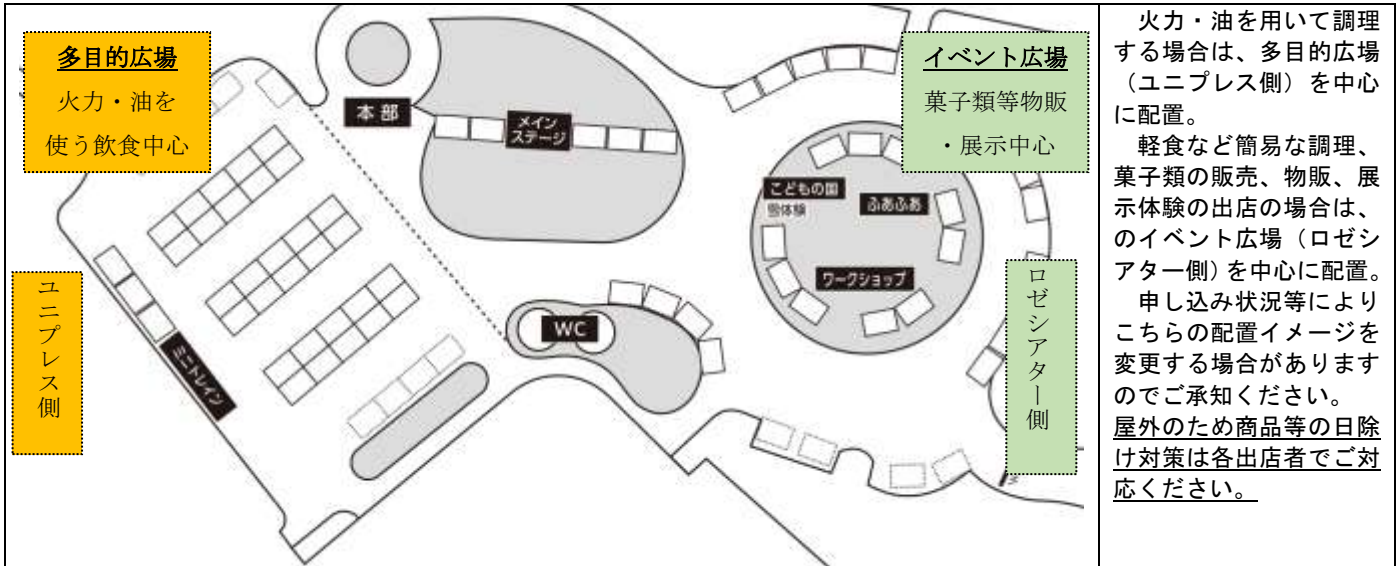 多目的広場
火力・油を
使う飲食中心
本部
メイン
ステージ
イベント広場
菓子類等物販
・展示中心
こどもの国
ふあふあ
ワークショップ
WC
ミニトレイン
ユニプレス側
ロゼシアター側
火力・油を用いて調理
する場合は、多目的広場
（ユニプレス側）を中心
に配置。
軽食など簡易な調理、
菓子類の販売、物販、展
示体験の出店の場合は、
のイベント広場（ロゼシ
アター側）を中心に配置。
申し込み状況等により
こちらの配置イメージを
変更する場合があります
のでご承知ください。
屋外のため商品等の日除
け対策は各出店者でご対
応ください。